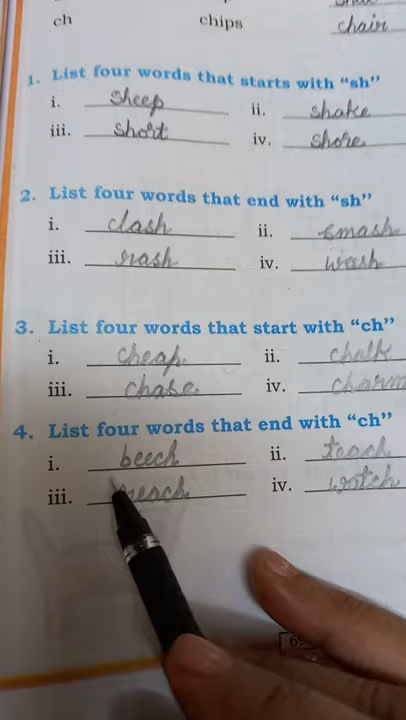 ch chips chair
1. List four words that starts with "sh"
i. sheep ii. shake
iii. short iv. shore
2. List four words that end with "sh"
i. clash ii. smash
iii. rash iv. wash
3. List four words that start with "ch"
i. cheap ii. chalk
iii. chase iv. charm
4. List four words that end with "ch"
i. beech ii. teach
iii. iv. watch